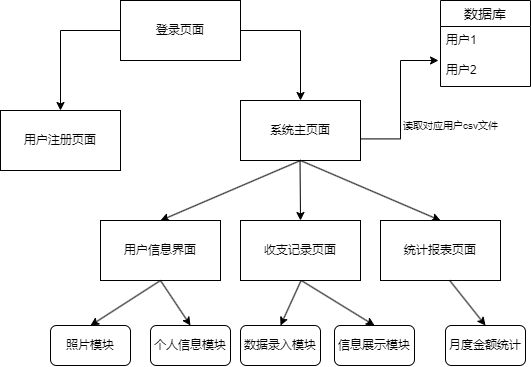 登录页面
数据库
用户1
用户2
用户注册页面
系统主页面
读取对应用户csv文件
用户信息界面
收支记录页面
统计报表页面
照片模块
个人信息模块
数据录入模块
信息展示模块
月度金额统计